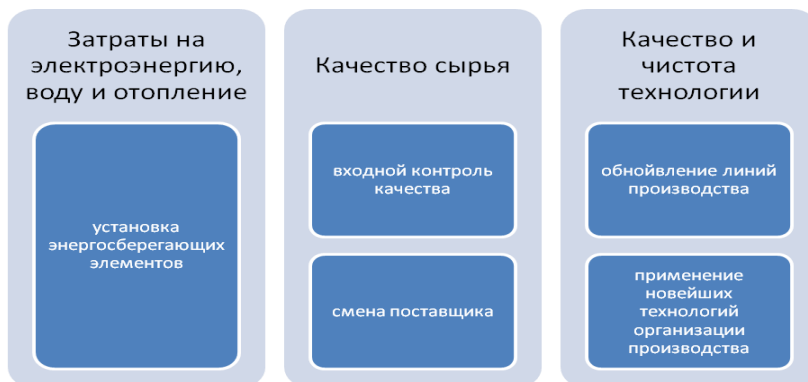 Затраты на
электроэнергию,
воду и отопление
установка
энергосберегающих
элементов
Качество сырья
входной контроль
качества
смена поставщика
Качество и
чистота
технологии
обнойвление линий
производства
применение
новейших
технологий
организации
производства